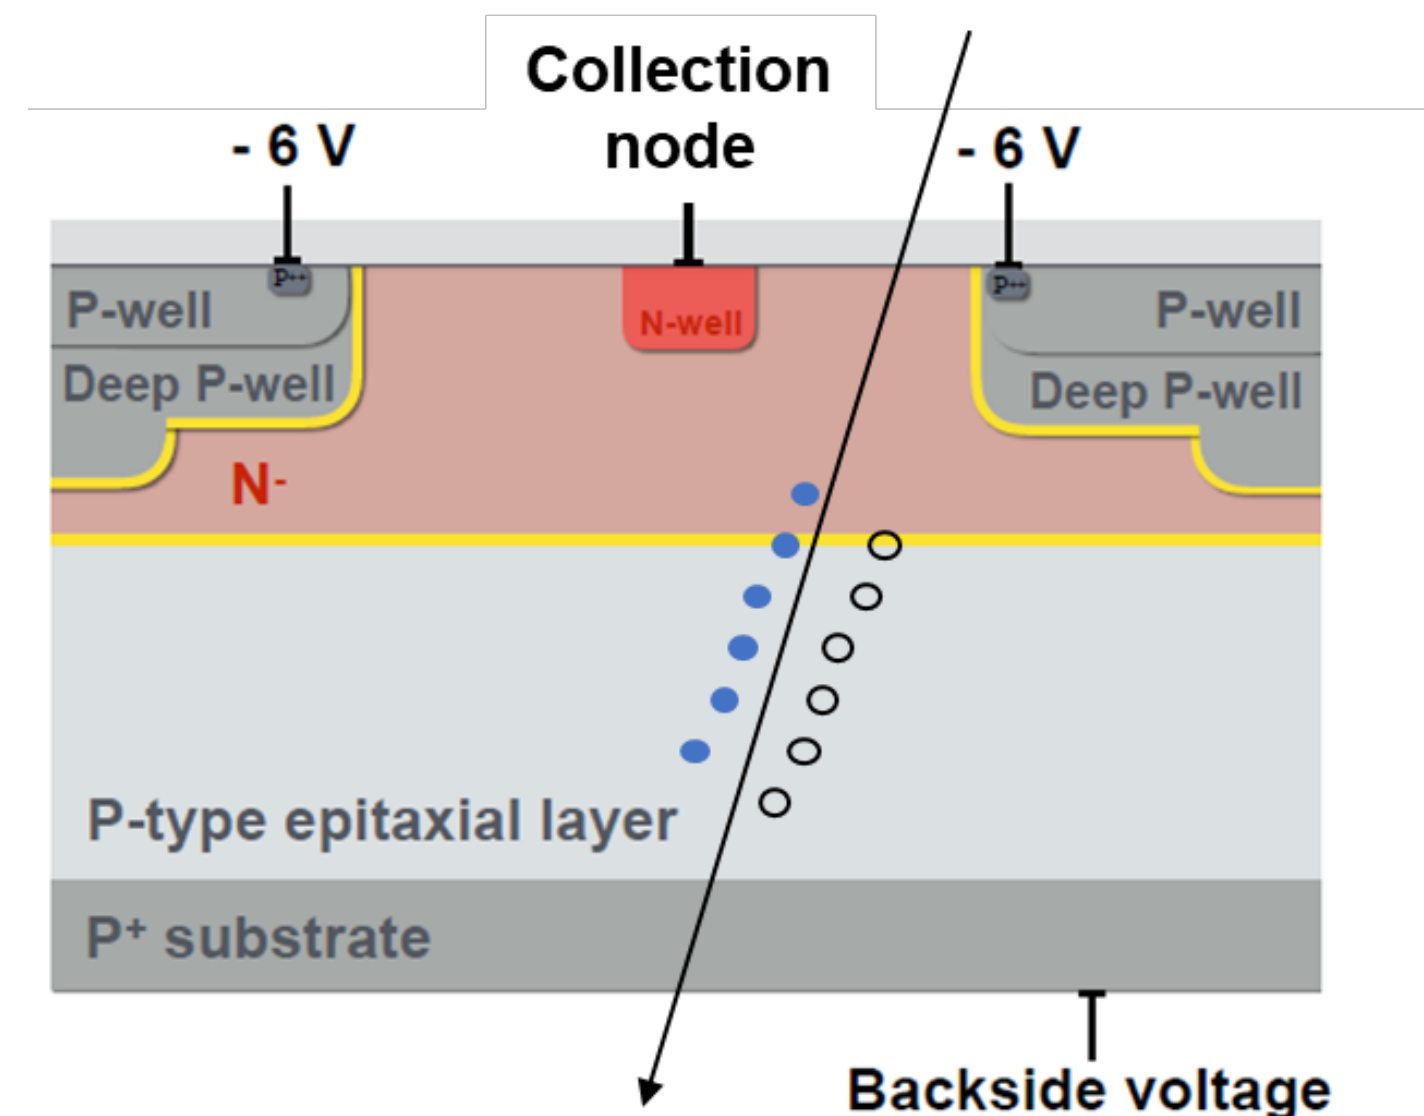 Collection
node
- 6 V
- 6 V
P++
P++
P-well
N-well
P-well
Deep P-well
Deep P-well
N-
P-type epitaxial layer
P+ substrate
Backside voltage